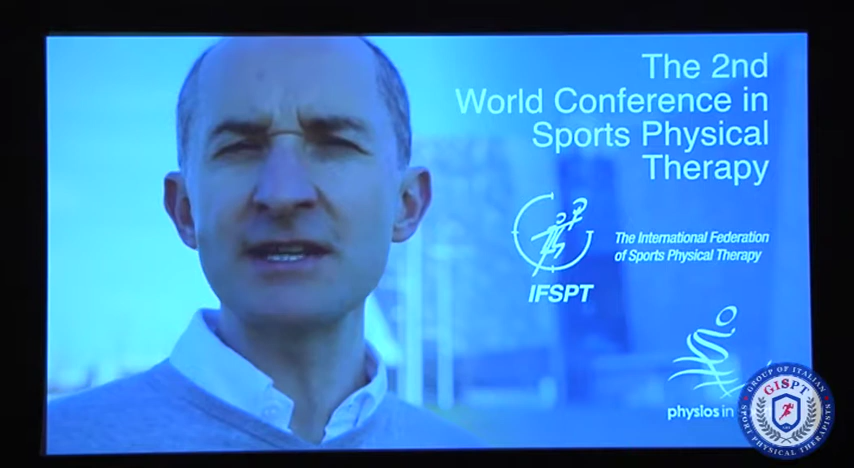 The 2nd
World Conference in
Sports Physical
Therapy
The International Federation
of Sports Physical Therapy
IFSPT
physios in
GROUP OF ITALIAN
GISPT
SPORT PHYSICAL THERAPISTS